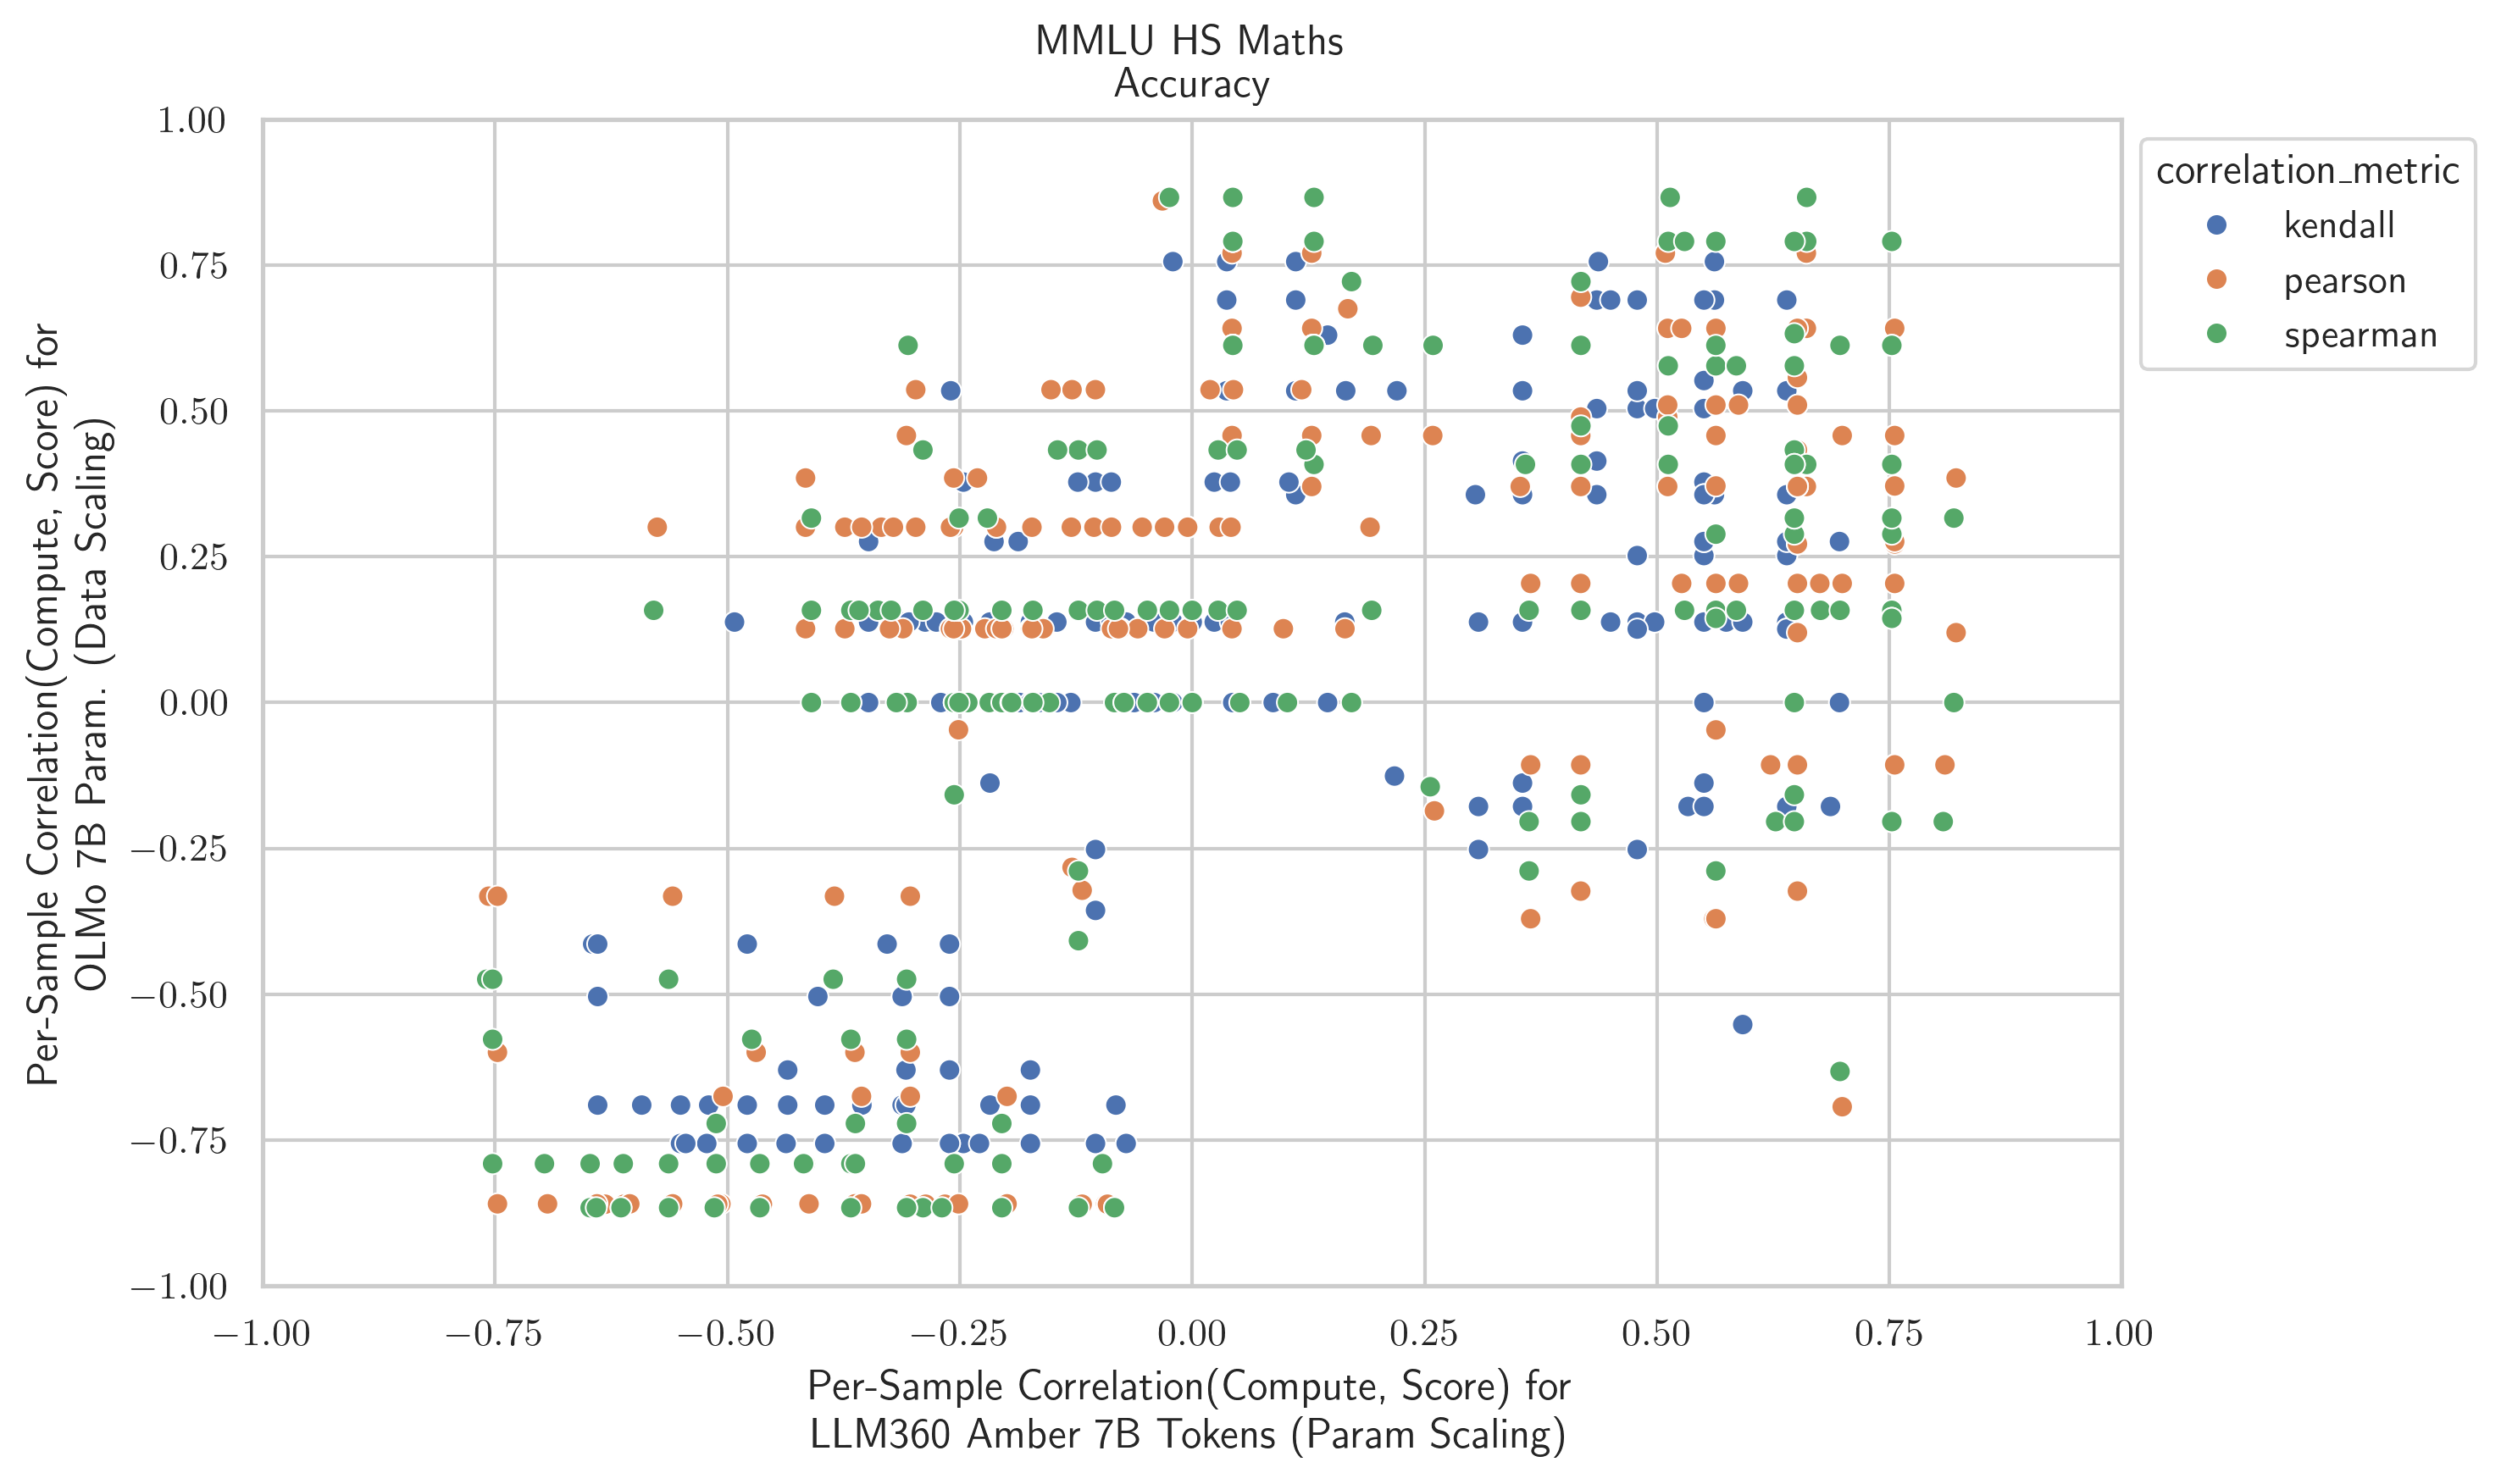 MMLU HS Maths
Accuracy
1.00
0.75
0.50
0.25
0.00
−0.25
−0.50
−0.75
−1.00
Per-Sample Correlation(Compute, Score) for
OLMo 7B Param. (Data Scaling)
−1.00 −0.75 −0.50 −0.25 0.00 0.25 0.50 0.75 1.00
Per-Sample Correlation(Compute, Score) for
LLM360 Amber 7B Tokens (Param Scaling)
correlation_metric
kendall
pearson
spearman